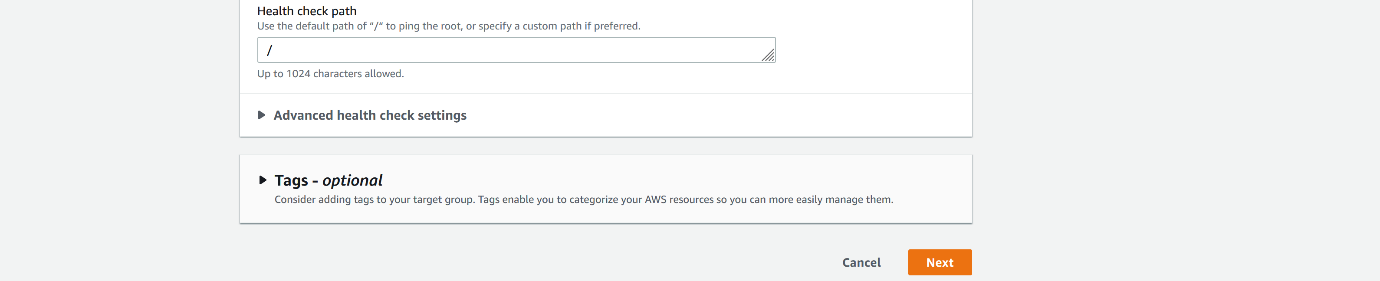 Health check path
Use the default path of "/" to ping the root, or specify a custom path if preferred.
/
Up to 1024 characters allowed.
Advanced health check settings
Tags - optional
Consider adding tags to your target group. Tags enable you to categorize your AWS resources so you can more easily manage them.
Cancel Next